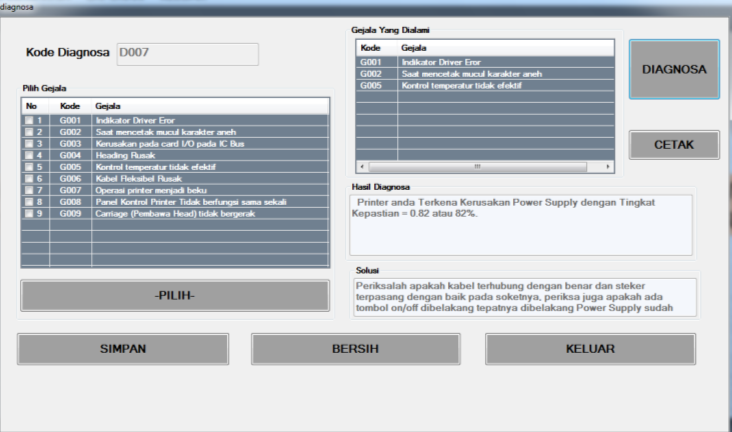 diagnosa
Kode Diagnosa D007
Pilih Gejala
No Kode Gejala
1 G001 Indikator Driver Eror
2 G002 Saat mencetak mucul karakter aneh
3 G003 Kerusakan pada card I/O pada IC Bus
4 G004 Heading Rusak
5 G005 Kontrol temperatur tidak efektif
6 G006 Kabel Fleksibel Rusak
7 G007 Operasi printer menjadi beku
8 G008 Panel Kontrol Printer Tidak berfungsi sama sekali
9 G009 Carriage (Pembawa Head) tidak bergerak
-PILIH-
Gejala Yang Dialami
Kode Gejala
G001 Indikator Driver Eror
G002 Saat mencetak mucul karakter aneh
G005 Kontrol temperatur tidak efektif
DIAGNOSA
CETAK
Hasil Diagnosa
Printer anda Terkena Kerusakan Power Supply dengan Tingkat
Kepastian = 0.82 atau 82%.
Solusi
Periksalah apakah kabel terhubung dengan benar dan steker
terpasang dengan baik pada soketnya, periksa juga apakah ada
tombol on/off dibelakang tepatnya dibelakang Power Supply sudah
SIMPAN
BERSIH
KELUAR